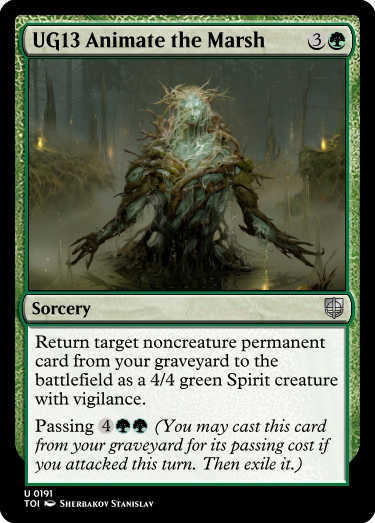 UG13 Animate the Marsh 3
Sorcery
Return target noncreature permanent
card from your graveyard to the
battlefield as a 4/4 green Spirit creature
with vigilance.
Passing 4 (You may cast this card
from your graveyard for its passing cost if
you attacked this turn. Then exile it.)
U 0191
TOI Sherbakov Stanislav